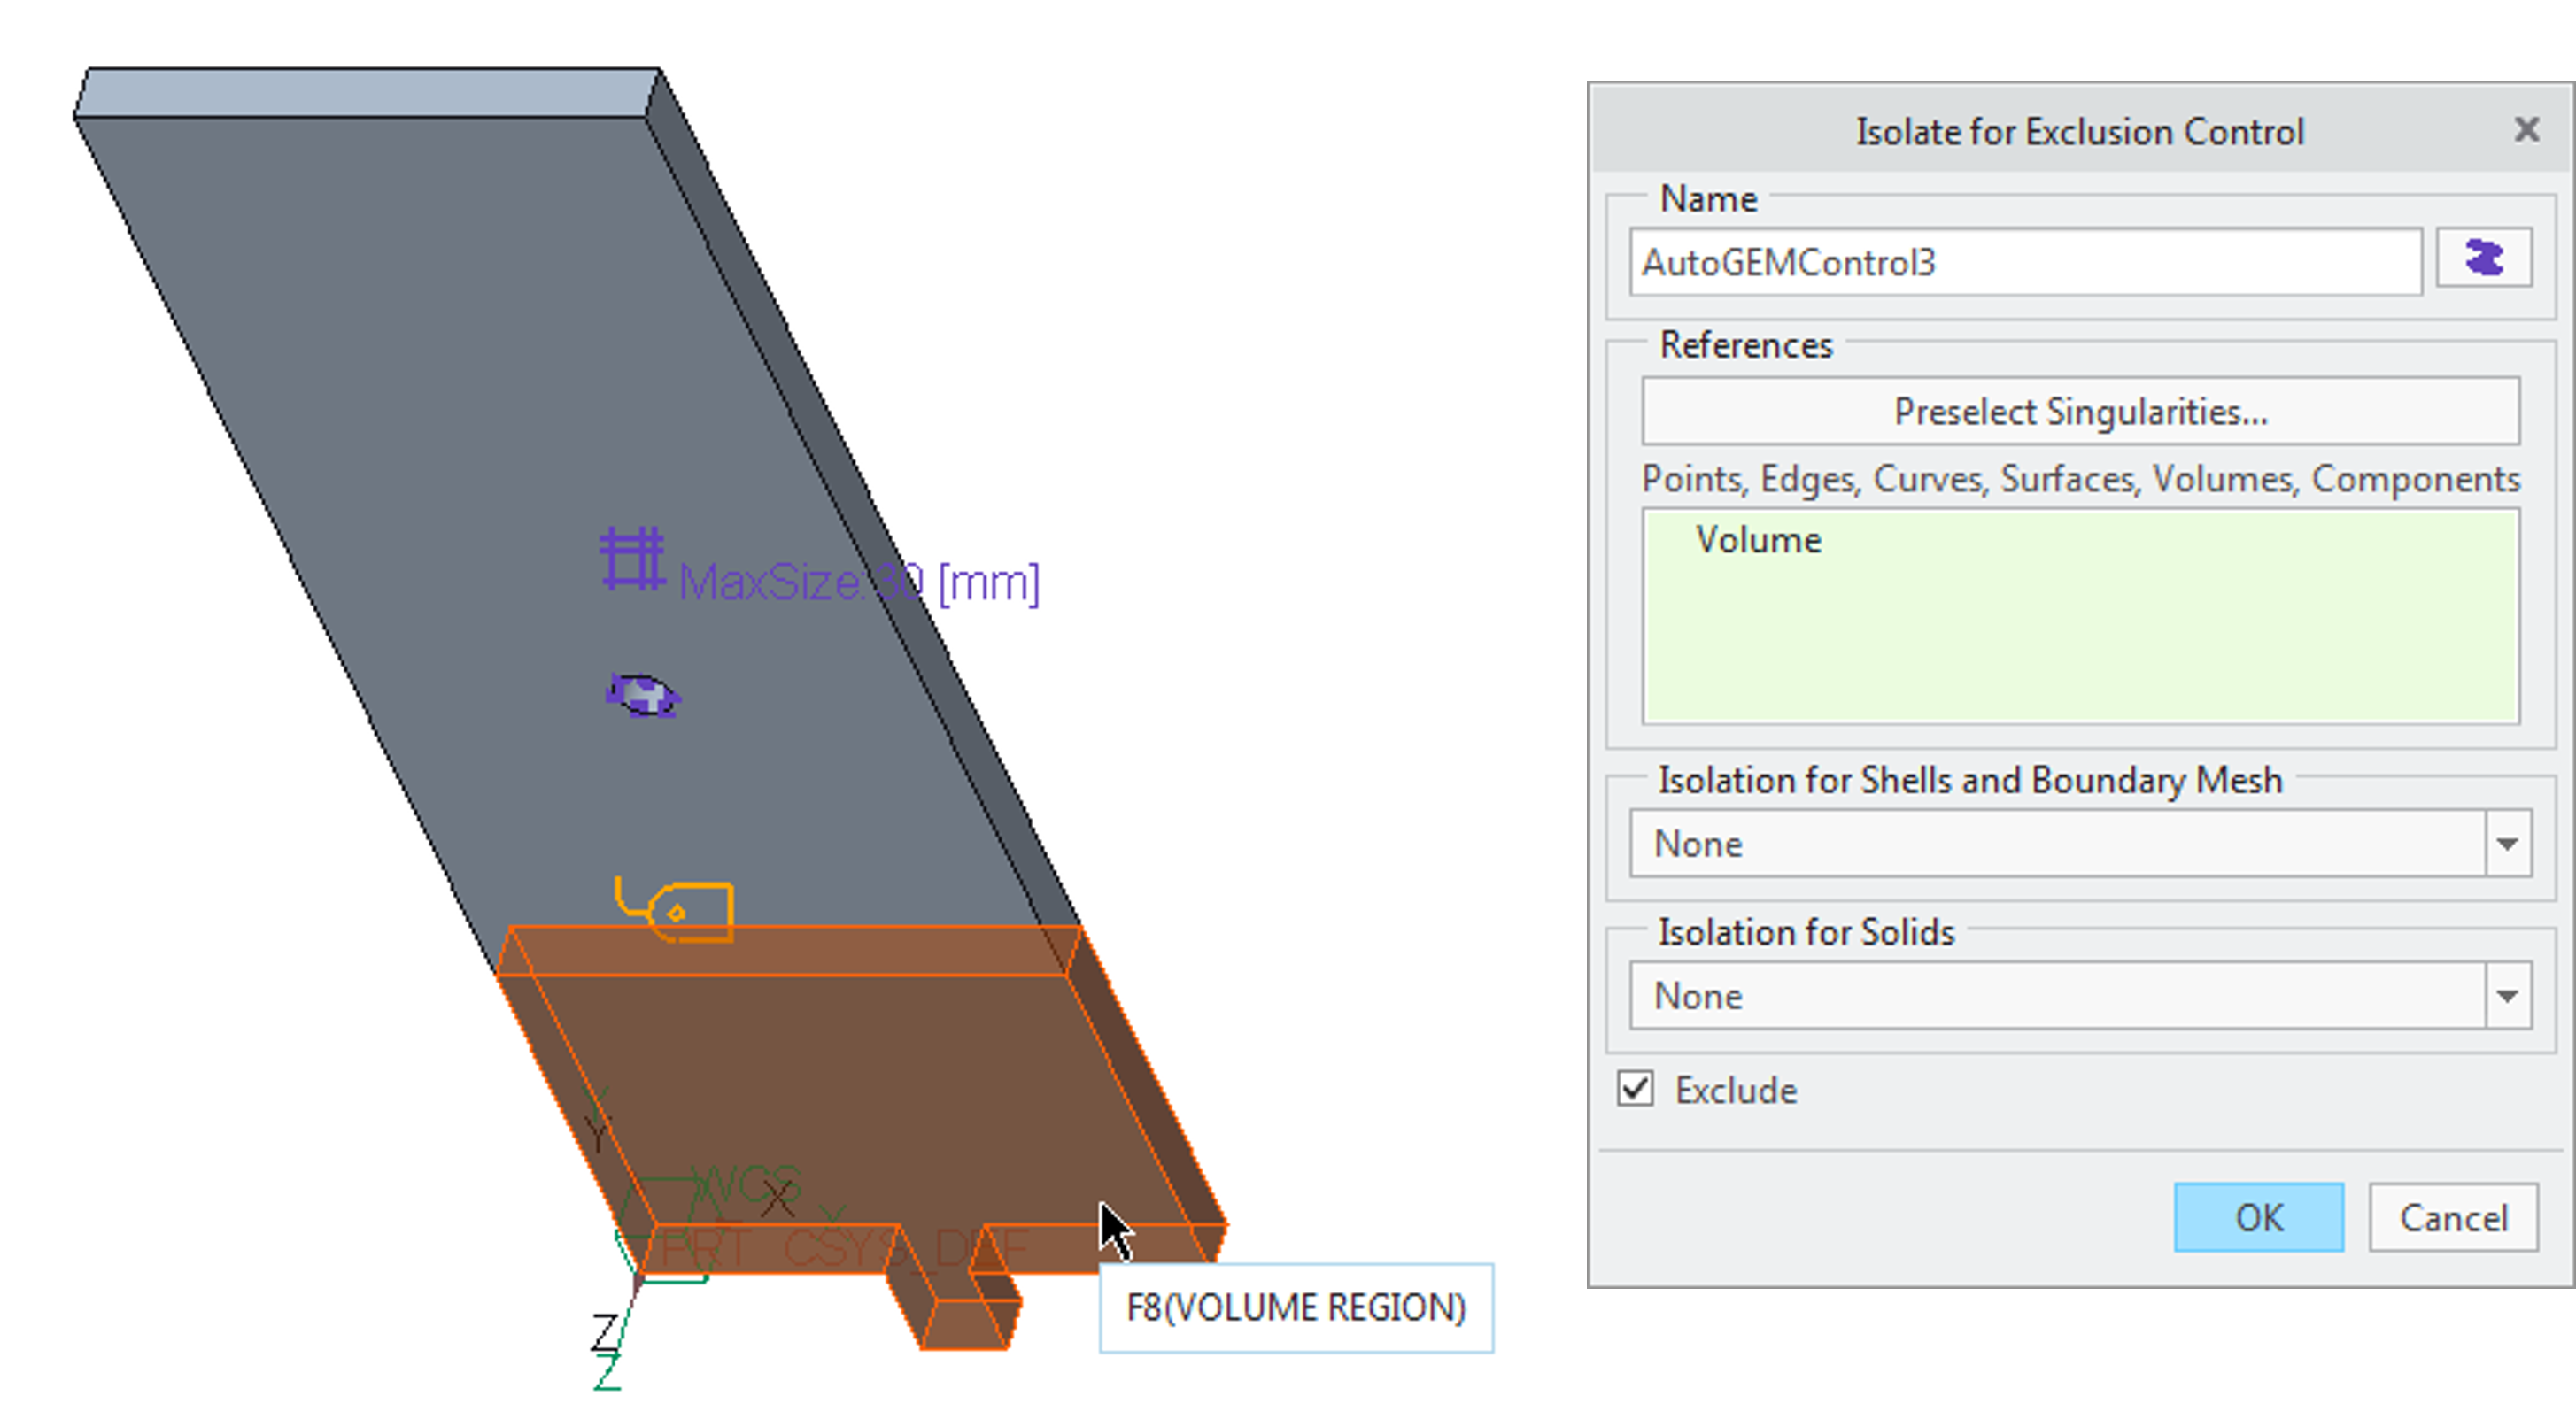 MaxSize:30 [mm]
Y
Y
WCS
X
X
PRT_CSYS_DEF
Z
Z
F8(VOLUME REGION)
Isolate for Exclusion Control
Name
AutoGEMControl3
References
Preselect Singularities...
Points, Edges, Curves, Surfaces, Volumes, Components
Volume
Isolation for Shells and Boundary Mesh
None
Isolation for Solids
None
Exclude
OK
Cancel